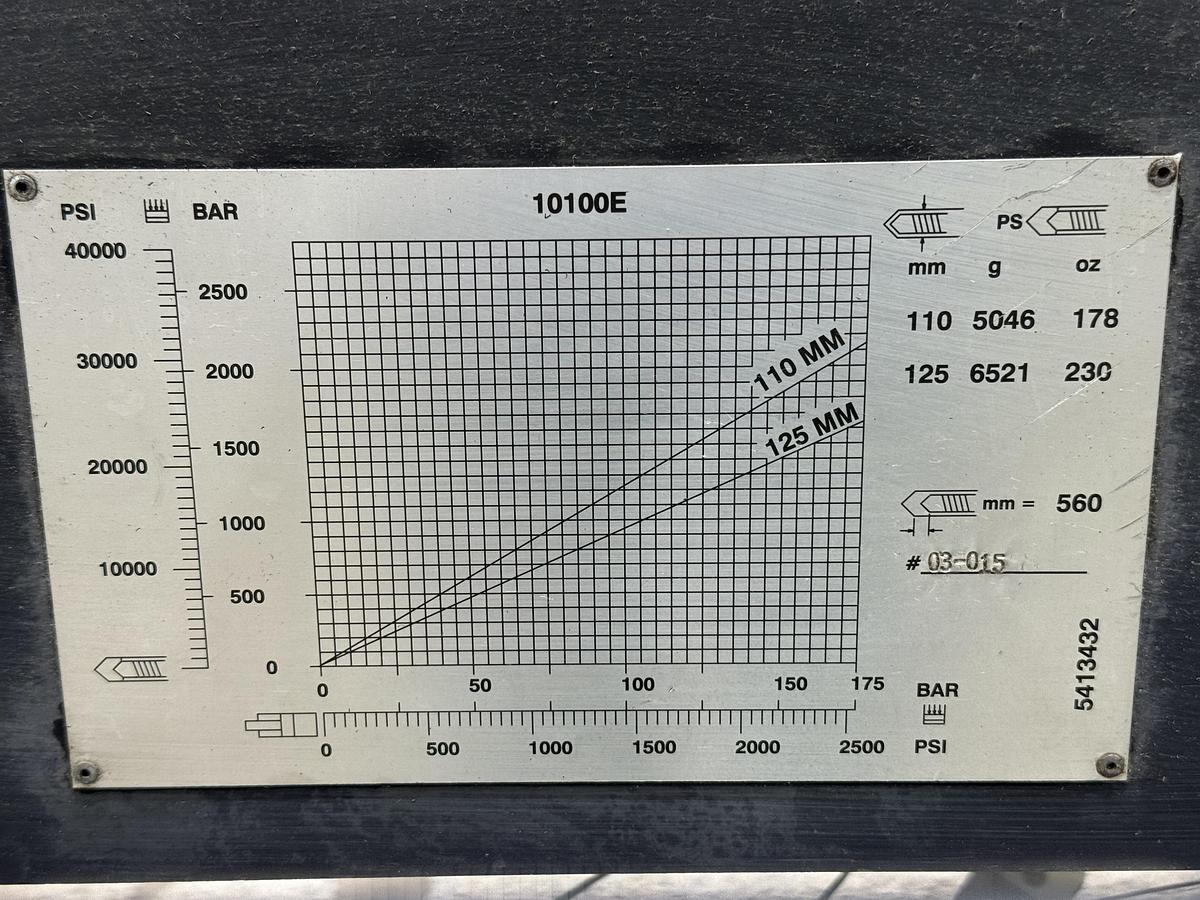 10100E
PSI BAR
40000
30000
20000
10000
2500
2000
1500
1000
500
0
110 MM
125 MM
0 50 100 150 175 BAR
0 500 1000 1500 2000 2500 PSI
PS
mm g oz
110 5046 178
125 6521 230
mm = 560
# 03-015
5413432